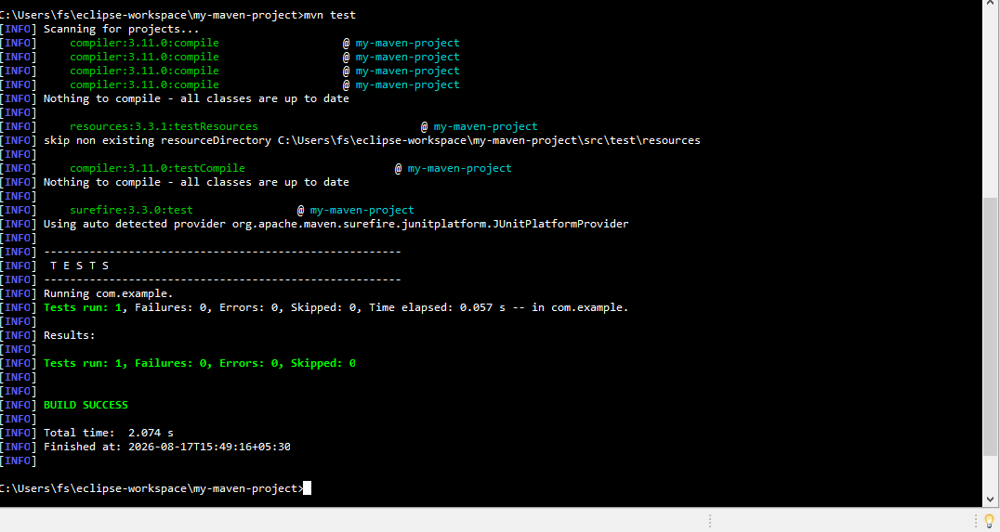 C:\Users\fs\eclipse-workspace\my-maven-project>mvn test
[INFO] Scanning for projects...
[INFO] compiler:3.11.0:compile @ my-maven-project
[INFO] compiler:3.11.0:compile @ my-maven-project
[INFO] compiler:3.11.0:compile @ my-maven-project
[INFO] compiler:3.11.0:compile @ my-maven-project
[INFO] Nothing to compile - all classes are up to date
[INFO]
[INFO] resources:3.3.1:testResources @ my-maven-project
[INFO] skip non existing resourceDirectory C:\Users\fs\eclipse-workspace\my-maven-project\src\test\resources
[INFO]
[INFO] compiler:3.11.0:testCompile @ my-maven-project
[INFO] Nothing to compile - all classes are up to date
[INFO]
[INFO] surefire:3.3.0:test @ my-maven-project
[INFO] Using auto detected provider org.apache.maven.surefire.junitplatform.JUnitPlatformProvider
[INFO]
[INFO] -------------------------------------------------------
[INFO] T E S T S
[INFO] -------------------------------------------------------
[INFO] Running com.example.
[INFO] Tests run: 1, Failures: 0, Errors: 0, Skipped: 0, Time elapsed: 0.057 s -- in com.example.
[INFO]
[INFO] Results:
[INFO]
[INFO] Tests run: 1, Failures: 0, Errors: 0, Skipped: 0
[INFO]
[INFO]
[INFO] BUILD SUCCESS
[INFO]
[INFO] Total time: 2.074 s
[INFO] Finished at: 2026-08-17T15:49:16+05:30
[INFO]
C:\Users\fs\eclipse-workspace\my-maven-project>